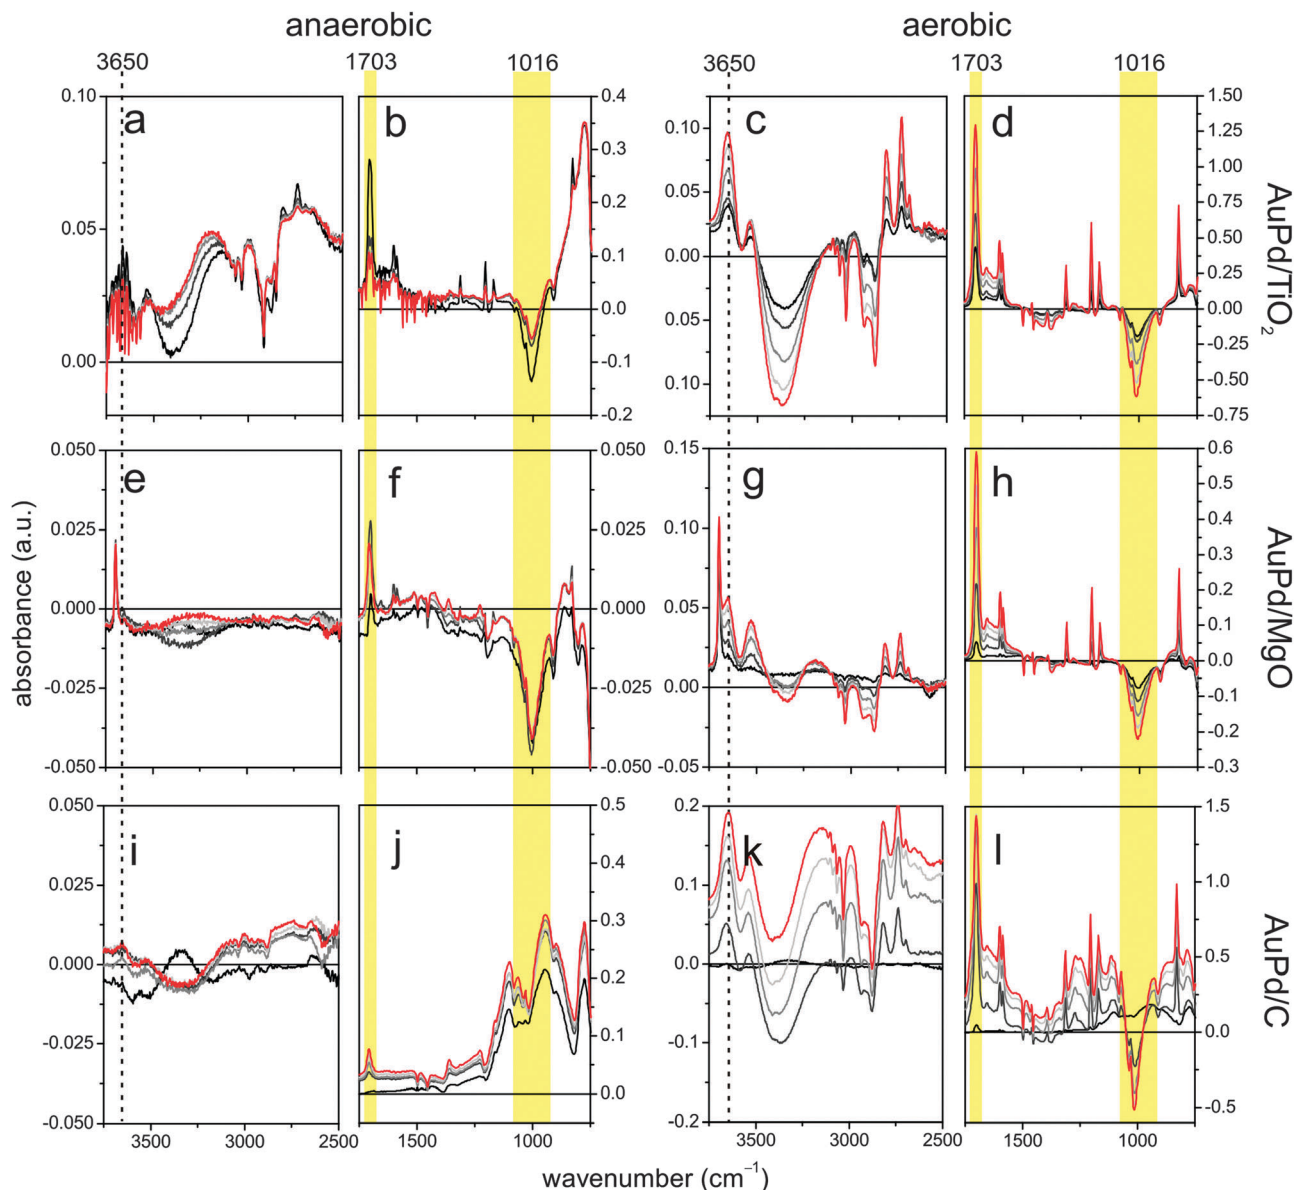 anaerobic aerobic
3650 1703 1016 3650 1703 1016
a b c d
0.10 0.4 0.10 1.50
0.3 1.25
0.05 0.2 0.05 1.00
0.1 0.00 0.75
0.00 0.0 0.05 0.50
-0.1 0.10 0.25
-0.2 0.00
-0.25
-0.50
-0.75
AuPd/TiO2
e f g h
0.050 0.050 0.15 0.6
0.025 0.025 0.10 0.5
0.000 0.000 0.05 0.4
-0.025 -0.025 0.00 0.3
-0.050 -0.050 -0.05 0.2
0.1
0.0
-0.1
-0.2
-0.3
AuPd/MgO
i j k l
0.050 0.5 0.2 1.5
0.025 0.4 0.1 1.0
0.000 0.3 0.0 0.5
-0.025 0.2 -0.1 0.0
-0.050 0.1 -0.2 -0.5
0.0
AuPd/C
3500 3000 2500 1500 1000 3500 3000 2500 1500 1000
absorbance (a.u.)
wavenumber (cm⁻¹)